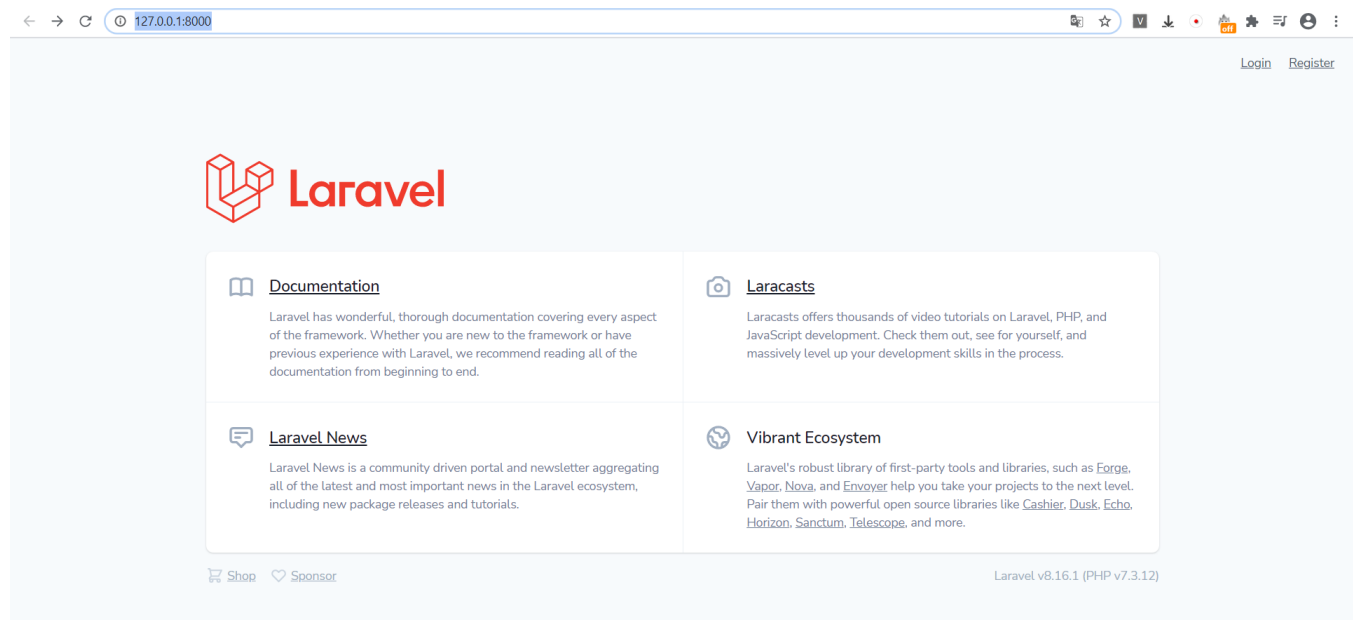 127.0.0.1:8000
V
off
Login Register
Laravel
Documentation
Laravel has wonderful, thorough documentation covering every aspect
of the framework. Whether you are new to the framework or have
previous experience with Laravel, we recommend reading all of the
documentation from beginning to end.
Laracasts
Laracasts offers thousands of video tutorials on Laravel, PHP, and
JavaScript development. Check them out, see for yourself, and
massively level up your development skills in the process.
Laravel News
Laravel News is a community driven portal and newsletter aggregating
all of the latest and most important news in the Laravel ecosystem,
including new package releases and tutorials.
Vibrant Ecosystem
Laravel's robust library of first-party tools and libraries, such as Forge,
Vapor, Nova, and Envoyer help you take your projects to the next level.
Pair them with powerful open source libraries like Cashier, Dusk, Echo,
Horizon, Sanctum, Telescope, and more.
Shop Sponsor
Laravel v8.16.1 (PHP v7.3.12)